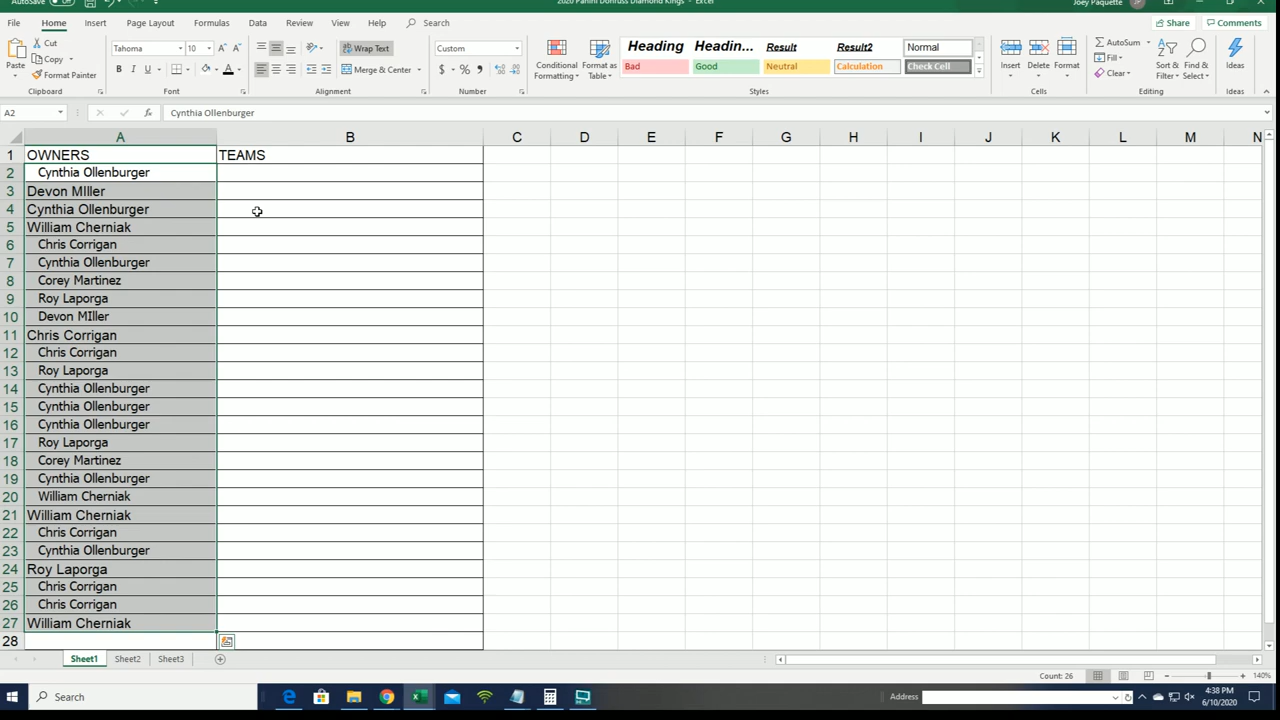 AutoSave Off 2020 Panini Donruss Diamond Kings - Excel Joey Paquette JP
File Home Insert Page Layout Formulas Data Review View Help Search Share Comments
Paste Cut Copy Format Painter Clipboard
Tahoma 10 B I U A A Font
Wrap Text Merge & Center Alignment
Custom $ % Number
Conditional Formatting Format as Table
Heading Headin... Result Result2 Normal
Bad Good Neutral Calculation Check Cell
Styles
Insert Delete Format Cells
AutoSum Fill Clear Sort & Filter Find & Select Editing
Ideas Ideas
A2 fx Cynthia Ollenburger
A B C D E F G H I J K L M N
1 OWNERS TEAMS
2 Cynthia Ollenburger
3 Devon MIller
4 Cynthia Ollenburger
5 William Cherniak
6 Chris Corrigan
7 Cynthia Ollenburger
8 Corey Martinez
9 Roy Laporga
10 Devon MIller
11 Chris Corrigan
12 Chris Corrigan
13 Roy Laporga
14 Cynthia Ollenburger
15 Cynthia Ollenburger
16 Cynthia Ollenburger
17 Roy Laporga
18 Corey Martinez
19 Cynthia Ollenburger
20 William Cherniak
21 William Cherniak
22 Chris Corrigan
23 Cynthia Ollenburger
24 Roy Laporga
25 Chris Corrigan
26 Chris Corrigan
27 William Cherniak
28
Sheet1 Sheet2 Sheet3
Count: 26 140%
Search Address 4:38 PM
6/10/2020